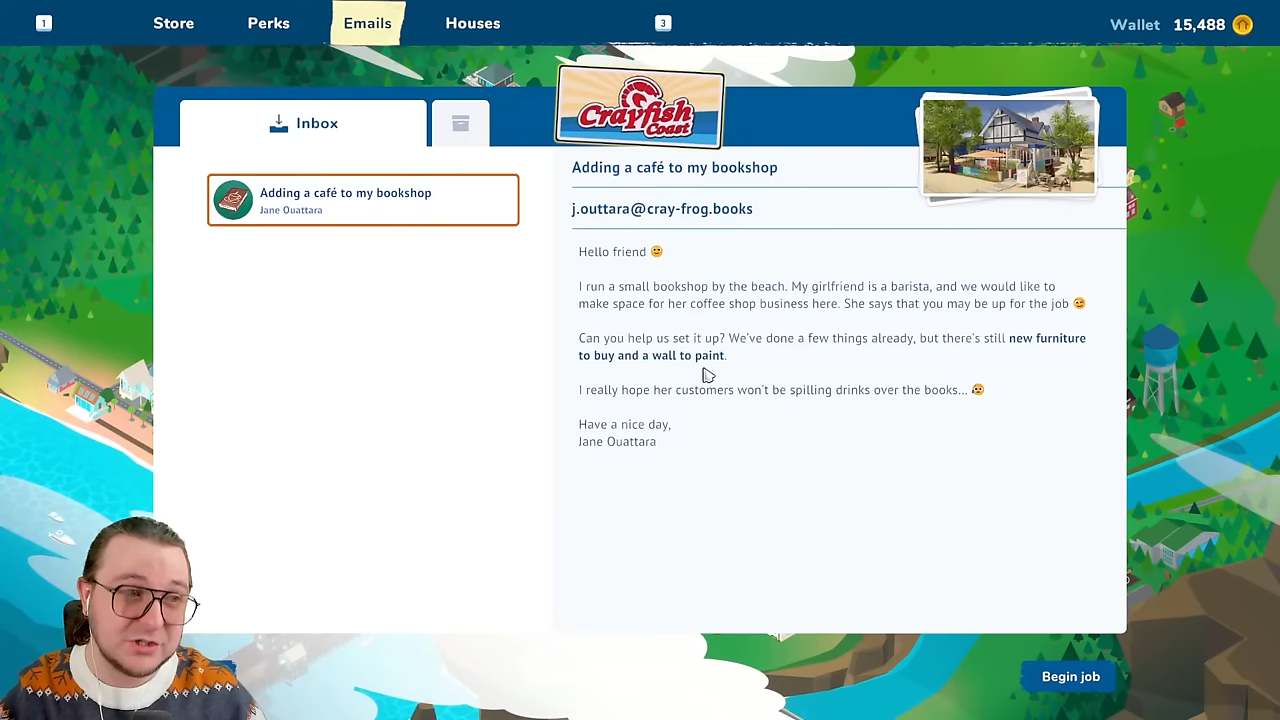 1
Store
Perks
Emails
Houses
3
Wallet 15,488
Inbox
Crayfish
Coast
Adding a café to my bookshop
Jane Ouattara
Adding a café to my bookshop
j.outtara@cray-frog.books
Hello friend 🙂
I run a small bookshop by the beach. My girlfriend is a barista, and we would like to
make space for her coffee shop business here. She says that you may be up for the job 😉
Can you help us set it up? We've done a few things already, but there's still new furniture
to buy and a wall to paint.
I really hope her customers won't be spilling drinks over the books... 😢
Have a nice day,
Jane Ouattara
Begin job